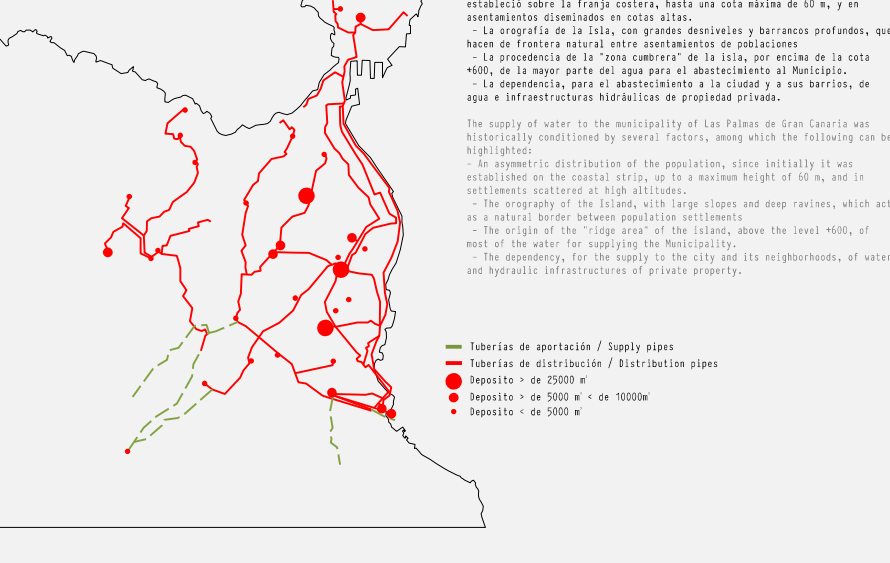 estableció sobre la franja costera, hasta una cota máxima de 60 m, y en
asentamientos diseminados en cotas altas.
- La orografía de la Isla, con grandes desniveles y barrancos profundos, que
hacen de frontera natural entre asentamientos de poblaciones
- La procedencia de la "zona cumbrera" de la isla, por encima de la cota
+600, de la mayor parte del agua para el abastecimiento al Municipio.
- La dependencia, para el abastecimiento a la ciudad y a sus barrios, de
agua e infraestructuras hidráulicas de propiedad privada.
The supply of water to the municipality of Las Palmas de Gran Canaria was
historically conditioned by several factors, among which the following can be
highlighted:
- An asymmetric distribution of the population, since initially it was
established on the coastal strip, up to a maximum height of 60 m, and in
settlements scattered at high altitudes.
- The orography of the Island, with large slopes and deep ravines, which act
as a natural border between population settlements
- The origin of the "ridge area" of the island, above the level +600, of
most of the water for supplying the Municipality.
- The dependency, for the supply to the city and its neighborhoods, of water
and hydraulic infrastructures of private property.
Tuberías de aportación / Supply pipes
Tuberías de distribución / Distribution pipes
Deposito > de 25000 m³
Deposito > de 5000 m³ < de 10000m³
Deposito < de 5000 m³